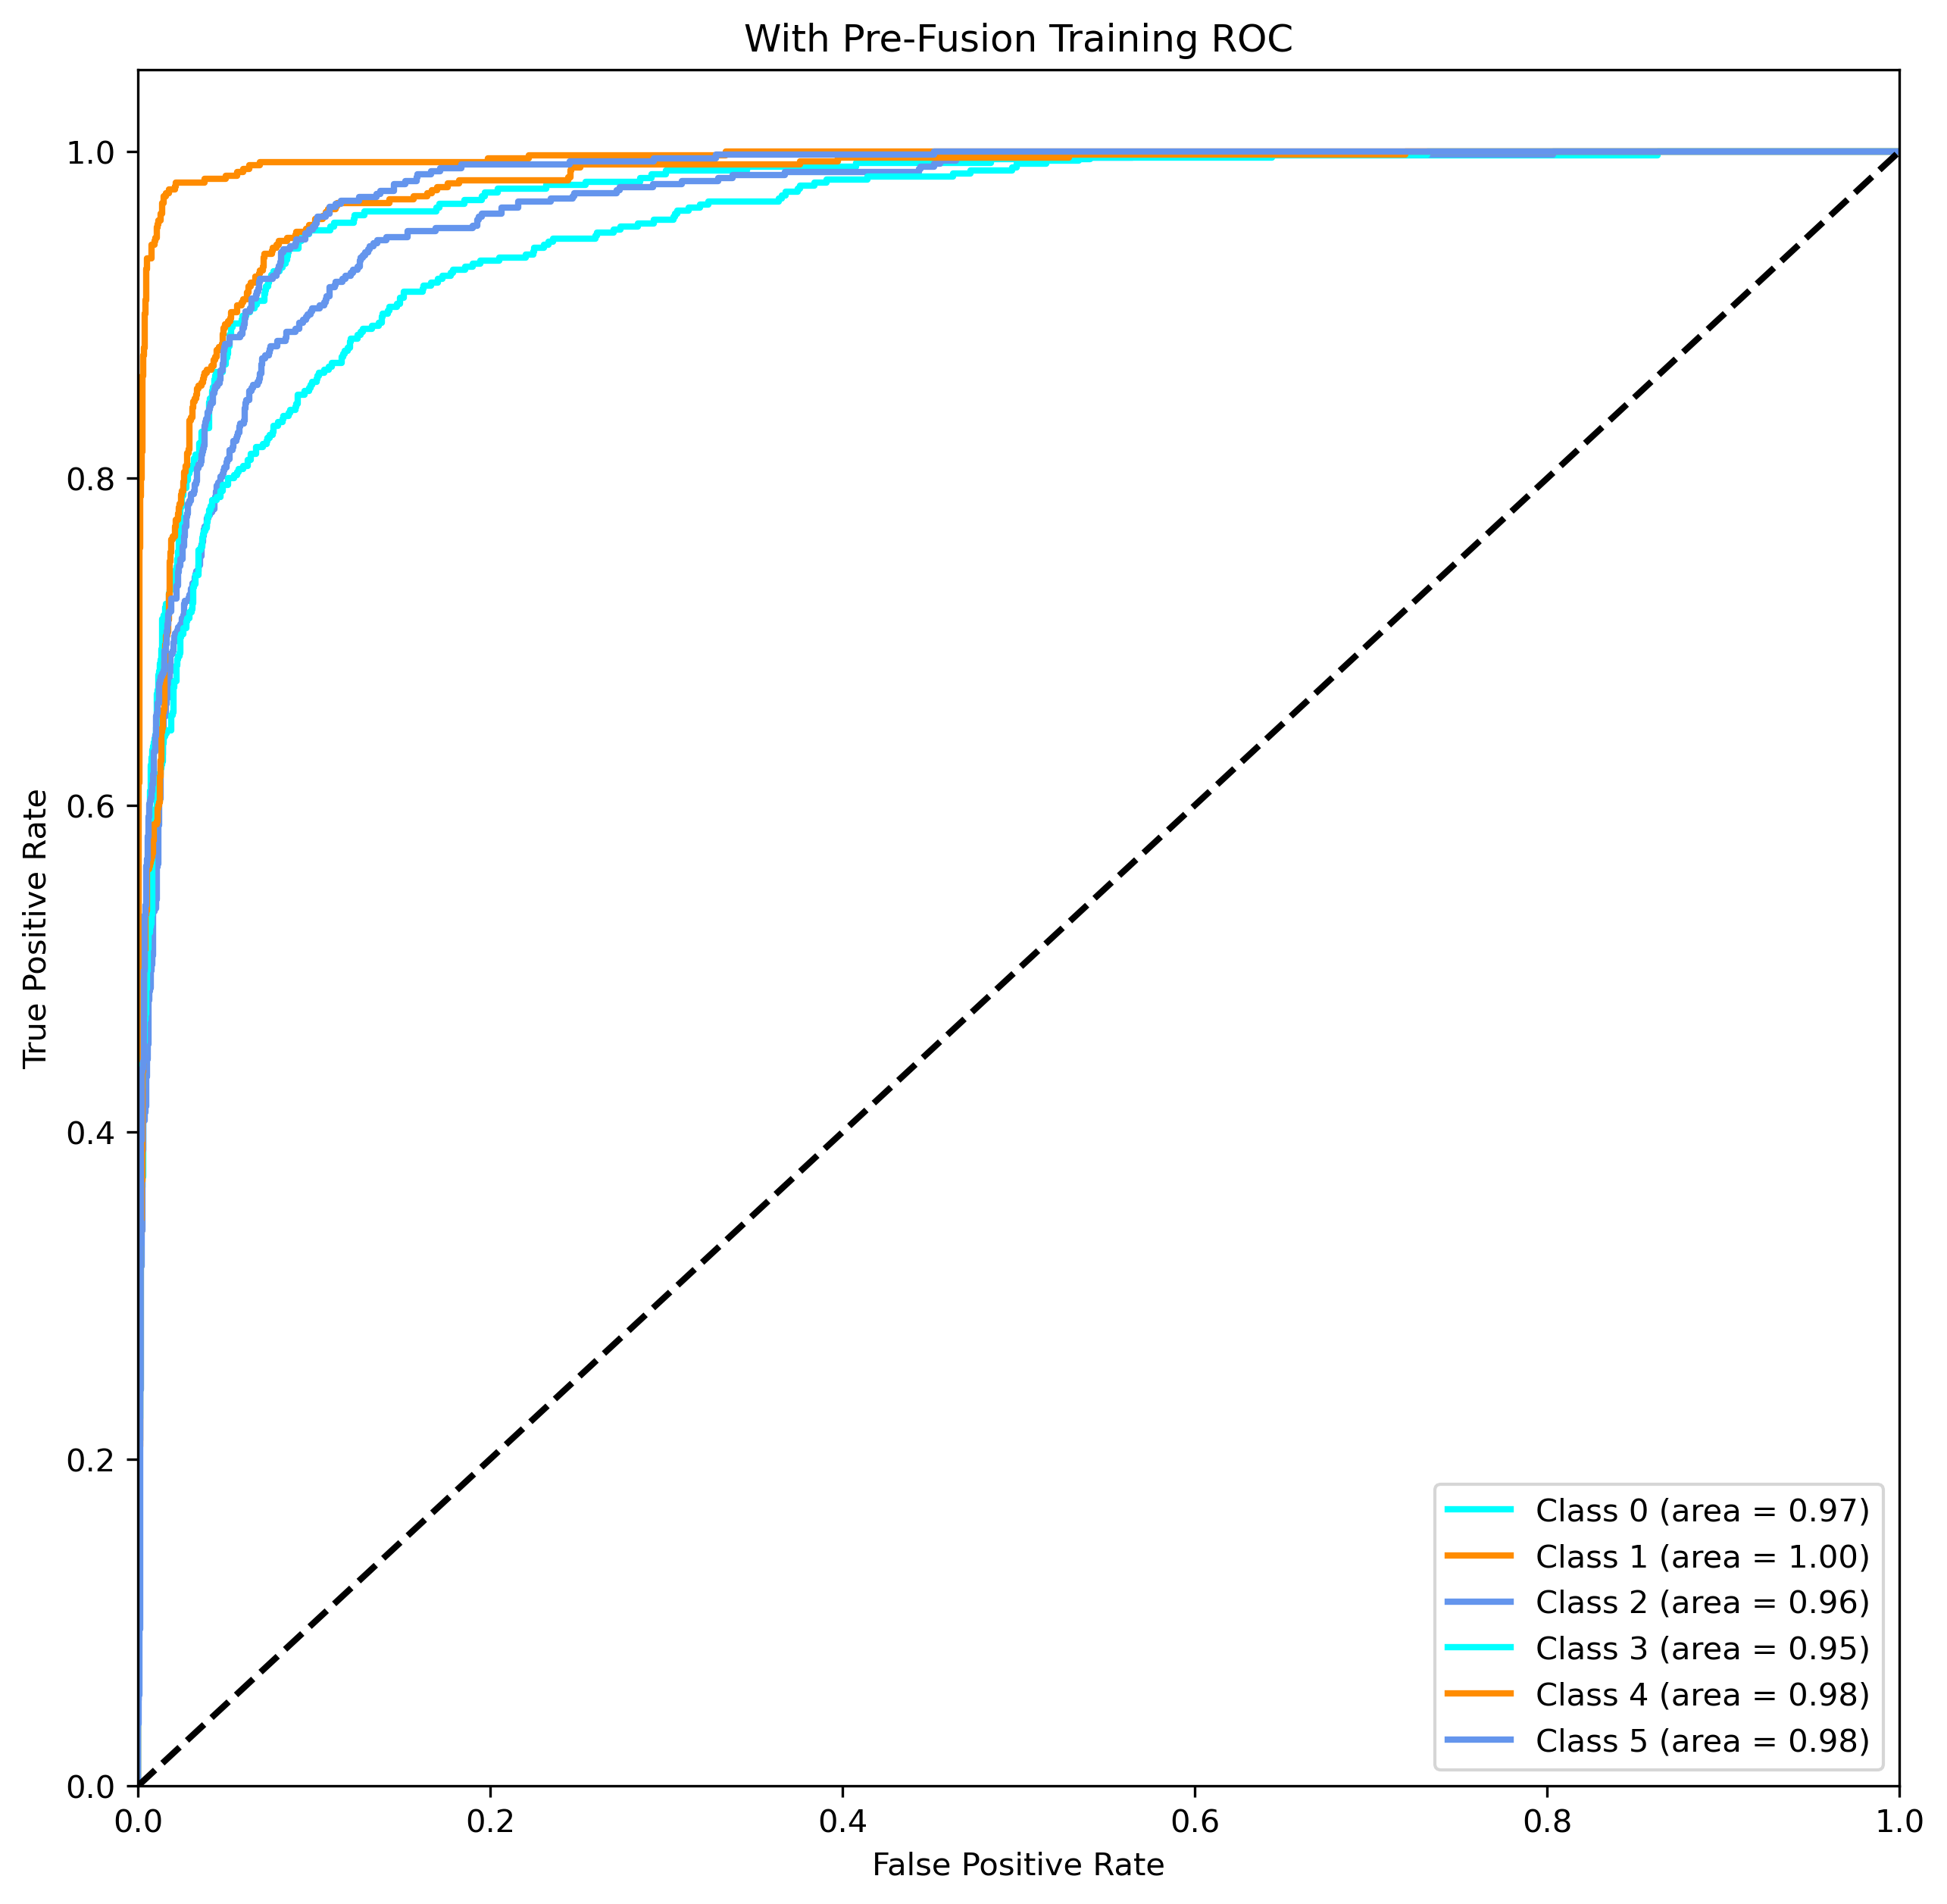 With Pre-Fusion Training ROC
True Positive Rate
1.0
0.8
0.6
0.4
0.2
0.0
0.0 0.2 0.4 0.6 0.8 1.0
False Positive Rate
Class 0 (area = 0.97)
Class 1 (area = 1.00)
Class 2 (area = 0.96)
Class 3 (area = 0.95)
Class 4 (area = 0.98)
Class 5 (area = 0.98)